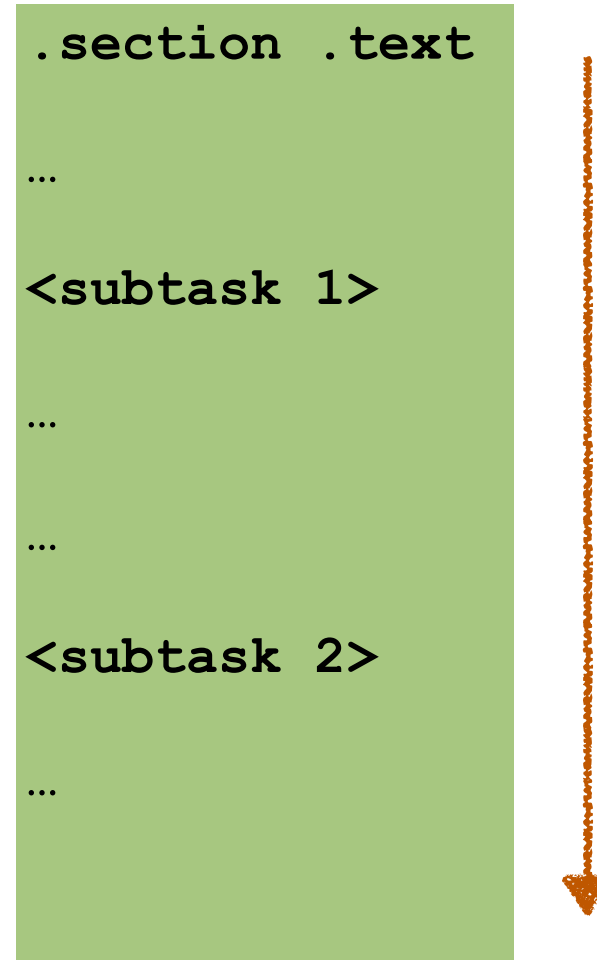 .section .text
…
<subtask 1>
…
…
<subtask 2>
…